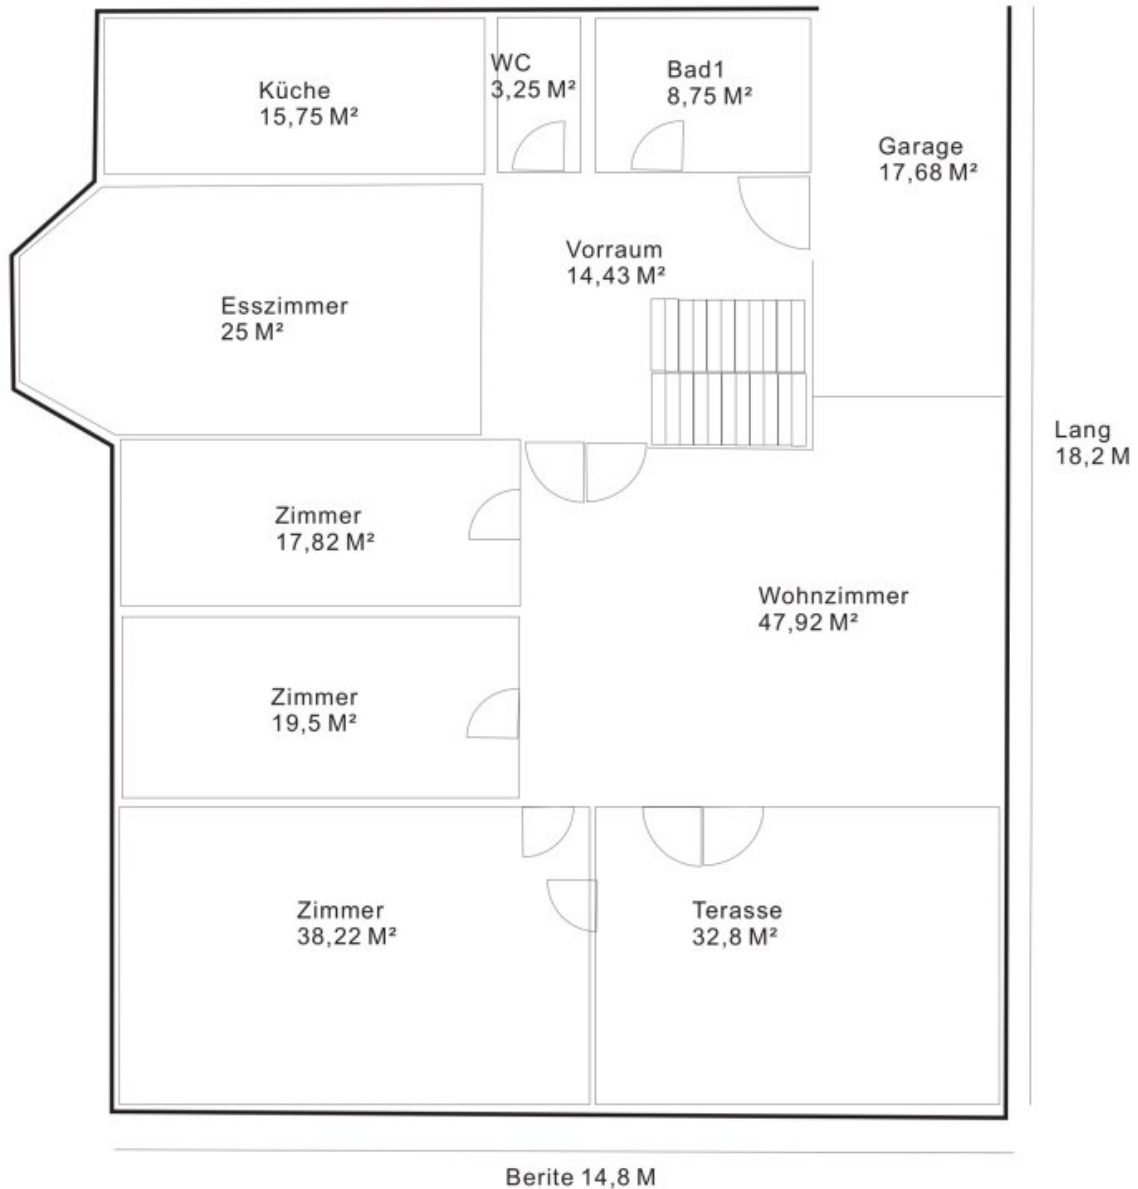 Küche
15,75 M²
WC
3,25 M²
Bad1
8,75 M²
Garage
17,68 M²
Vorraum
14,43 M²
Esszimmer
25 M²
Lang
18,2 M
Zimmer
17,82 M²
Wohnzimmer
47,92 M²
Zimmer
19,5 M²
Zimmer
38,22 M²
Terasse
32,8 M²
Berite 14,8 M